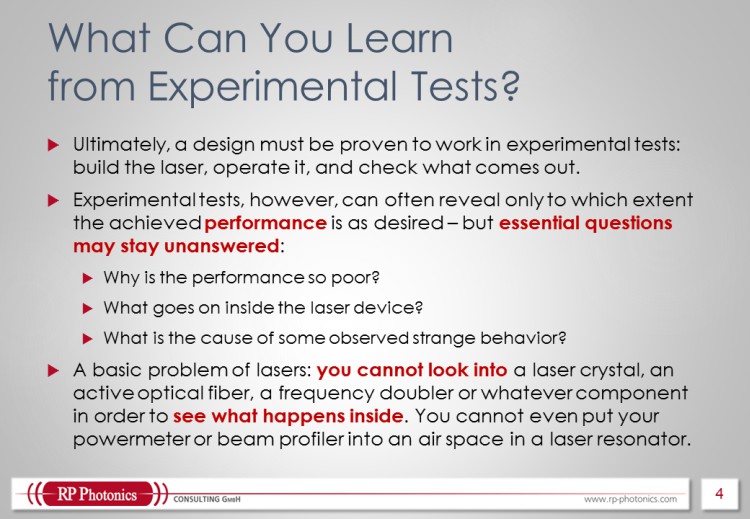 What Can You Learn
from Experimental Tests?
Ultimately, a design must be proven to work in experimental tests:
build the laser, operate it, and check what comes out.
Experimental tests, however, can often reveal only to which extent
the achieved performance is as desired – but essential questions
may stay unanswered:
Why is the performance so poor?
What goes on inside the laser device?
What is the cause of some observed strange behavior?
A basic problem of lasers: you cannot look into a laser crystal, an
active optical fiber, a frequency doubler or whatever component
in order to see what happens inside. You cannot even put your
powermeter or beam profiler into an air space in a laser resonator.
RP Photonics CONSULTING GmbH
www.rp-photonics.com
4